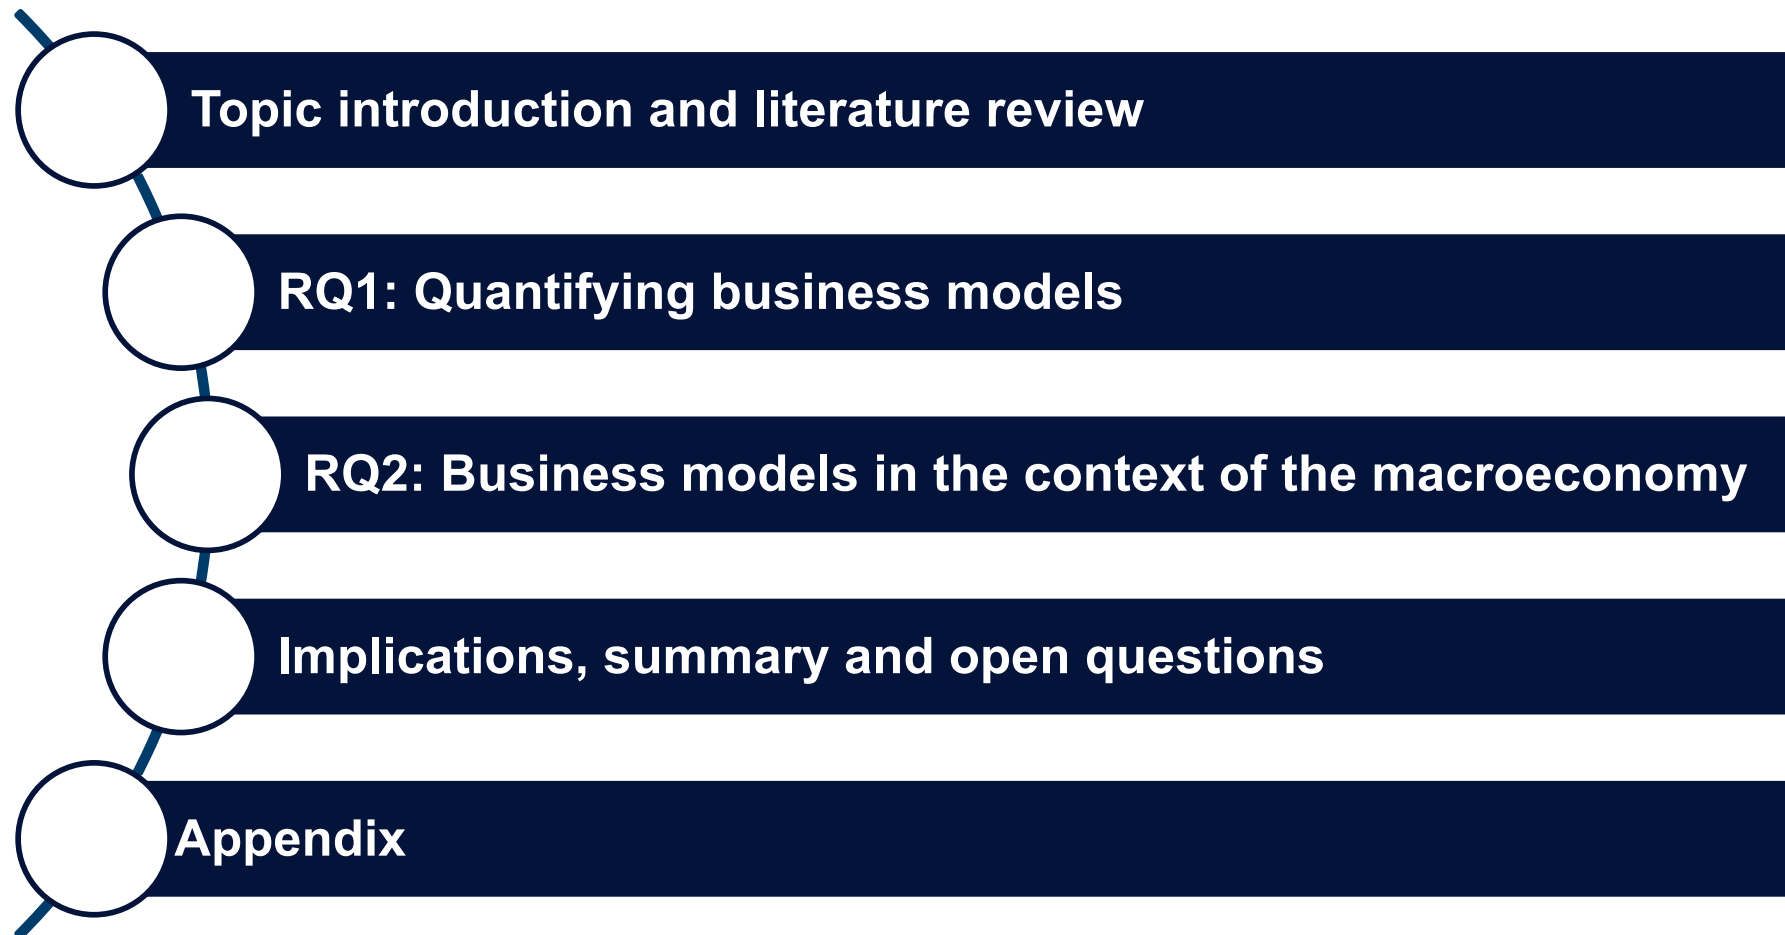 Topic introduction and literature review
RQ1: Quantifying business models
RQ2: Business models in the context of the macroeconomy
Implications, summary and open questions
Appendix